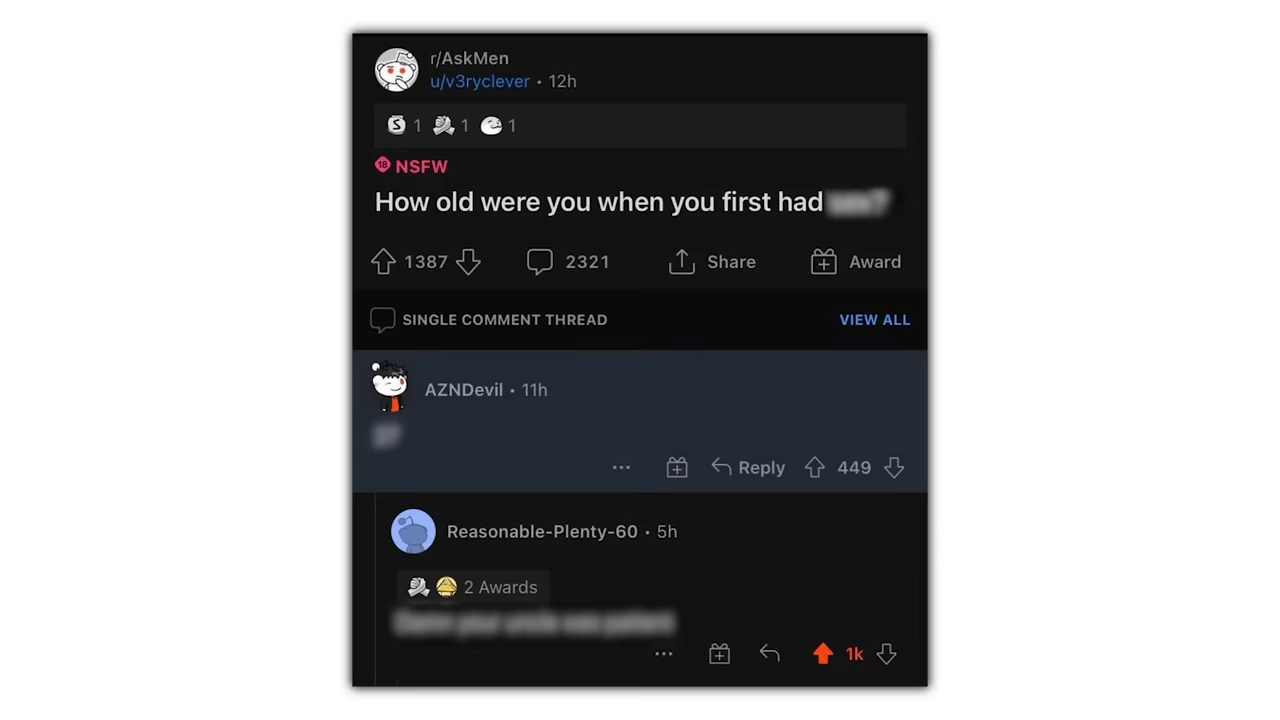 r/AskMen
u/v3ryclever • 12h
1 1 1
18 NSFW
How old were you when you first had
1387 2321 Share Award
SINGLE COMMENT THREAD VIEW ALL
AZNDevil • 11h
... Reply 449
Reasonable-Plenty-60 • 5h
2 Awards
... 1k